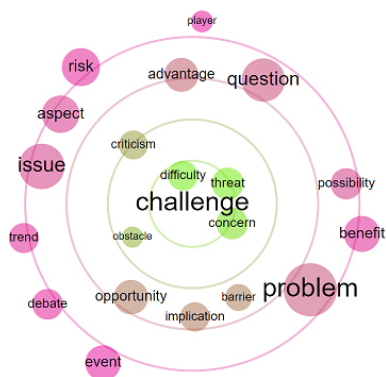 player
risk
advantage
question
aspect
criticism
issue
difficulty
threat
possibility
challenge
concern
benefit
trend
obstacle
problem
opportunity
barrier
debate
implication
event